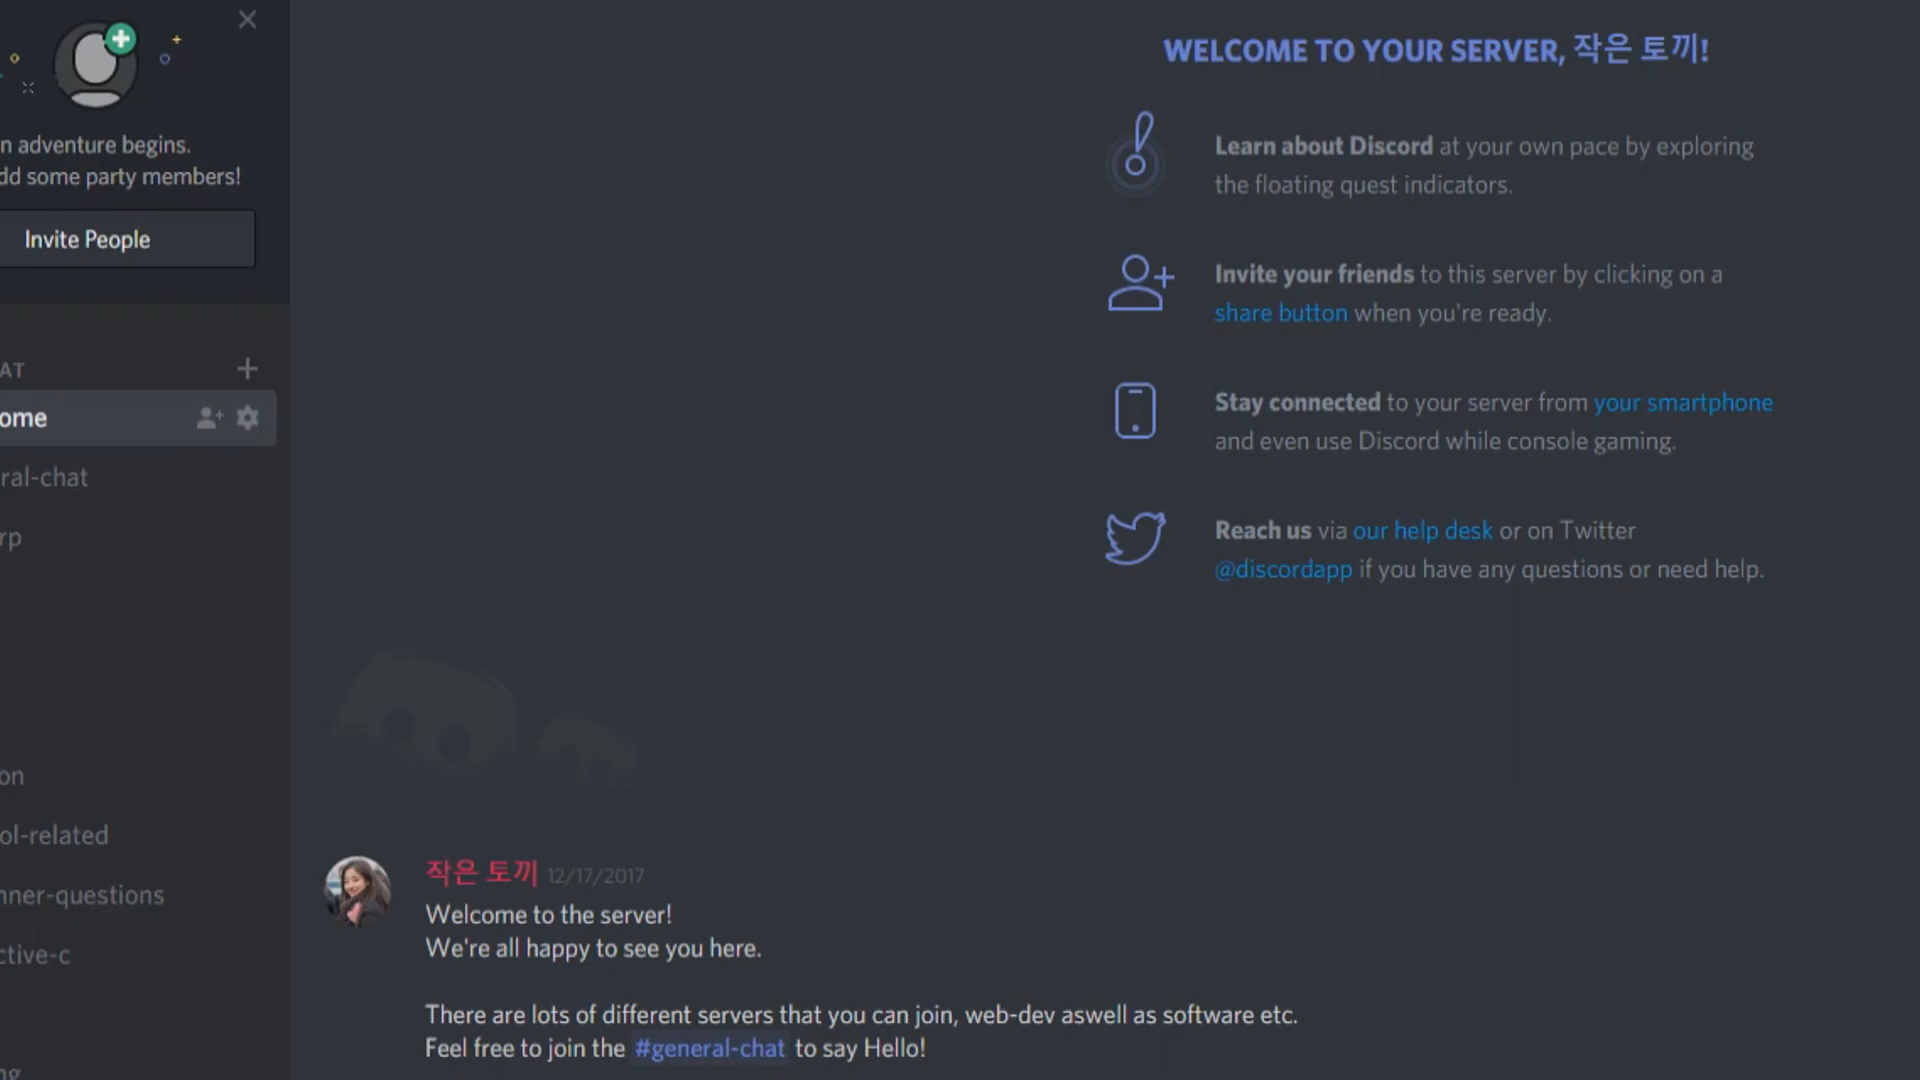 n adventure begins.
dd some party members!
Invite People
AT
ome
ral-chat
rp
on
ol-related
nner-questions
ctive-c
ng
WELCOME TO YOUR SERVER, 작은 토끼!
Learn about Discord at your own pace by exploring
the floating quest indicators.
Invite your friends to this server by clicking on a
share button when you're ready.
Stay connected to your server from your smartphone
and even use Discord while console gaming.
Reach us via our help desk or on Twitter
@discordapp if you have any questions or need help.
작은 토끼 12/17/2017
Welcome to the server!
We're all happy to see you here.
There are lots of different servers that you can join, web-dev aswell as software etc.
Feel free to join the #general-chat to say Hello!